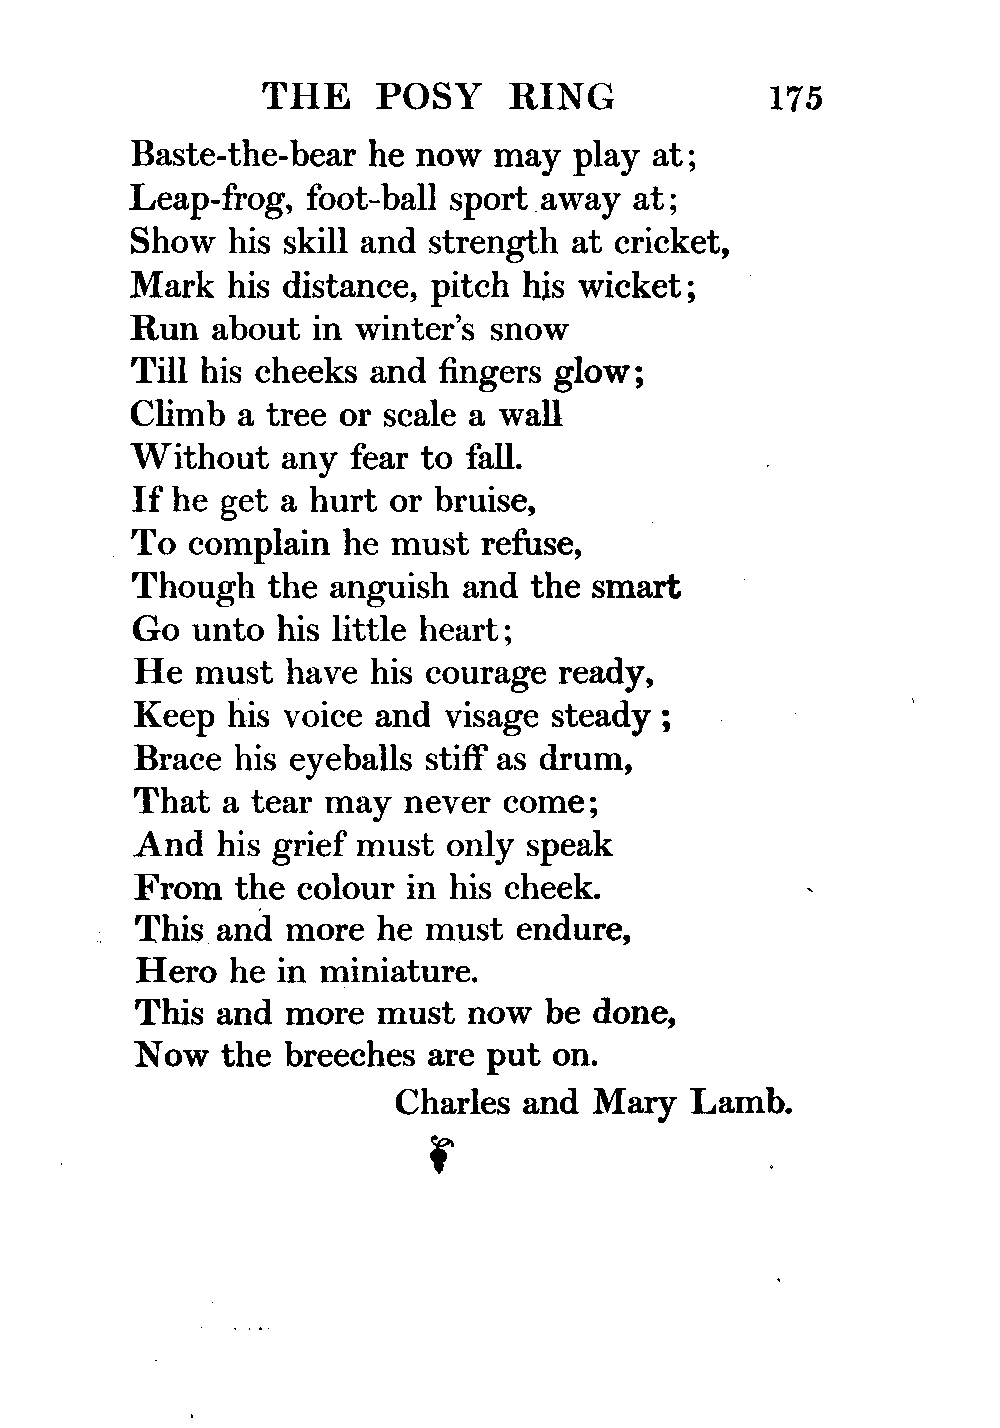 THE POSY RING 175
Baste-the-bear he now may play at;
Leap-frog, foot-ball sport away at;
Show his skill and strength at cricket,
Mark his distance, pitch his wicket;
Run about in winter's snow
Till his cheeks and fingers glow;
Climb a tree or scale a wall
Without any fear to fall.
If he get a hurt or bruise,
To complain he must refuse,
Though the anguish and the smart
Go unto his little heart;
He must have his courage ready,
Keep his voice and visage steady ;
Brace his eyeballs stiff as drum,
That a tear may never come;
And his grief must only speak
From the colour in his cheek.
This and more he must endure,
Hero he in miniature.
This and more must now be done,
Now the breeches are put on.
Charles and Mary Lamb.